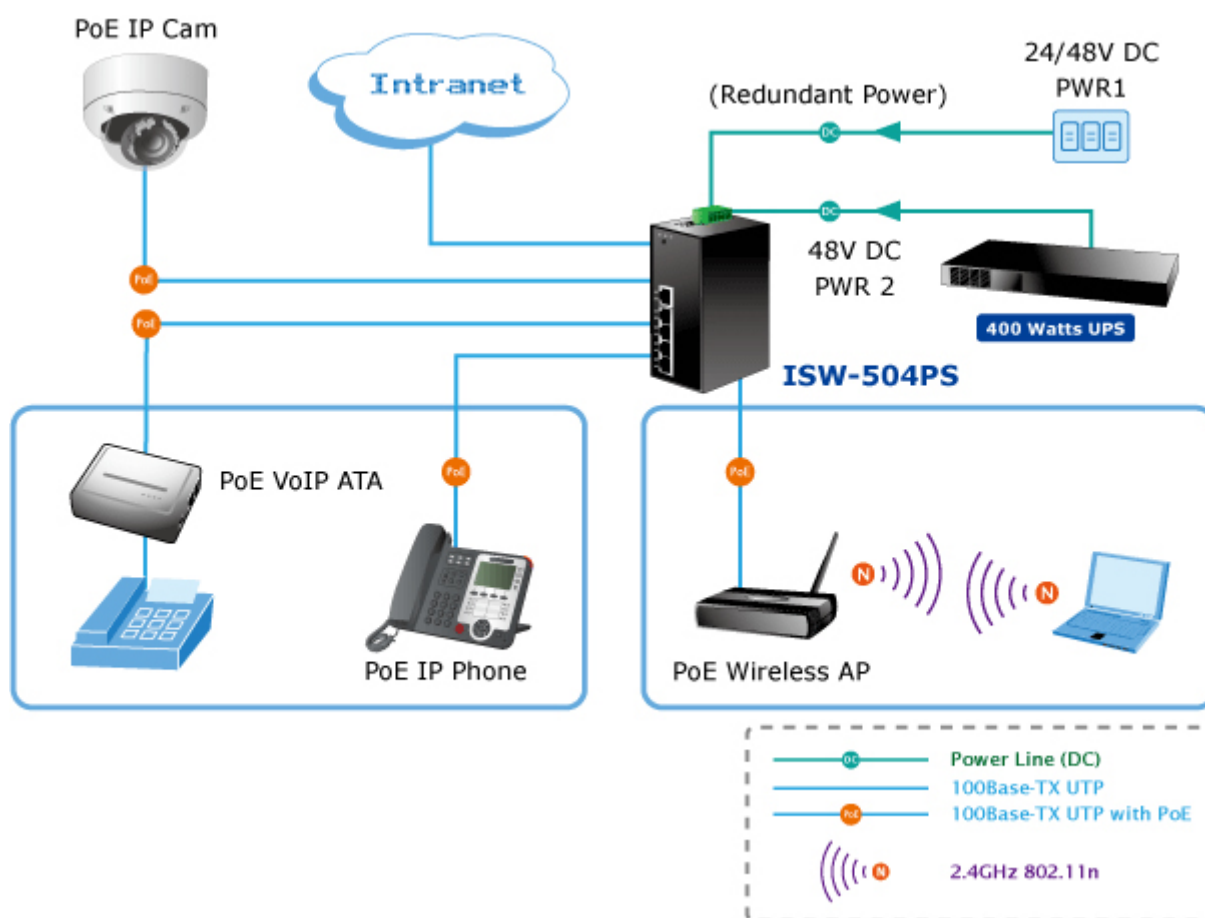 PoE IP Cam
Intranet
24/48V DC
PWR1
(Redundant Power)
DC
DC
48V DC
PWR 2
400 Watts UPS
PoE
PoE
ISW-504PS
PoE VoIP ATA
PoE
PoE
PoE IP Phone
N
N
PoE Wireless AP
DC
Power Line (DC)
100Base-TX UTP
PoE
100Base-TX UTP with PoE
N
2.4GHz 802.11n